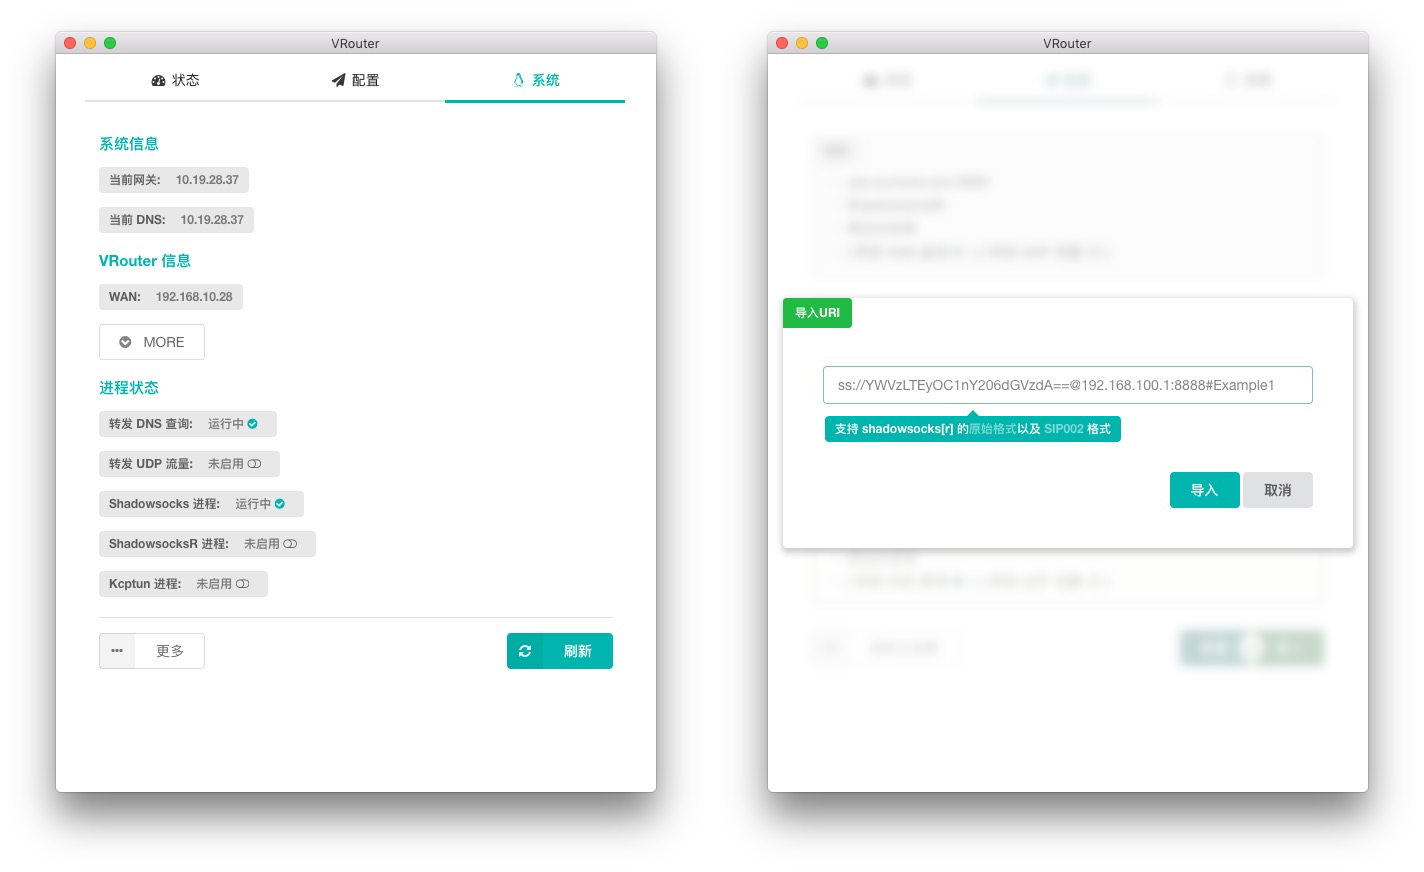 VRouter
状态
配置
系统
系统信息
当前网关: 10.19.28.37
当前 DNS: 10.19.28.37
VRouter 信息
WAN: 192.168.10.28
MORE
进程状态
转发 DNS 查询: 运行中
转发 UDP 流量: 未启用
Shadowsocks 进程: 运行中
ShadowsocksR 进程: 未启用
Kcptun 进程: 未启用
更多
刷新
VRouter
导入URI
ss://YWVzLTEyOC1nY206dGVzdA==@192.168.100.1:8888#Example1
支持 shadowsocks[r] 的原始格式以及 SIP002 格式
导入
取消